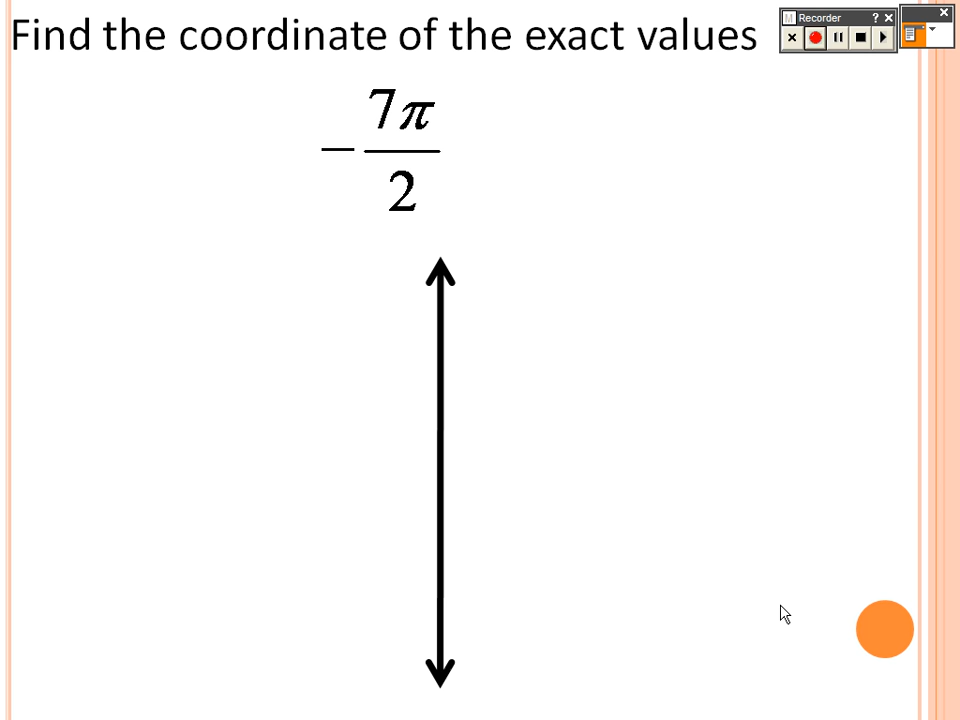 Find the coordinate of the exact values
Recorder
− 7π
2